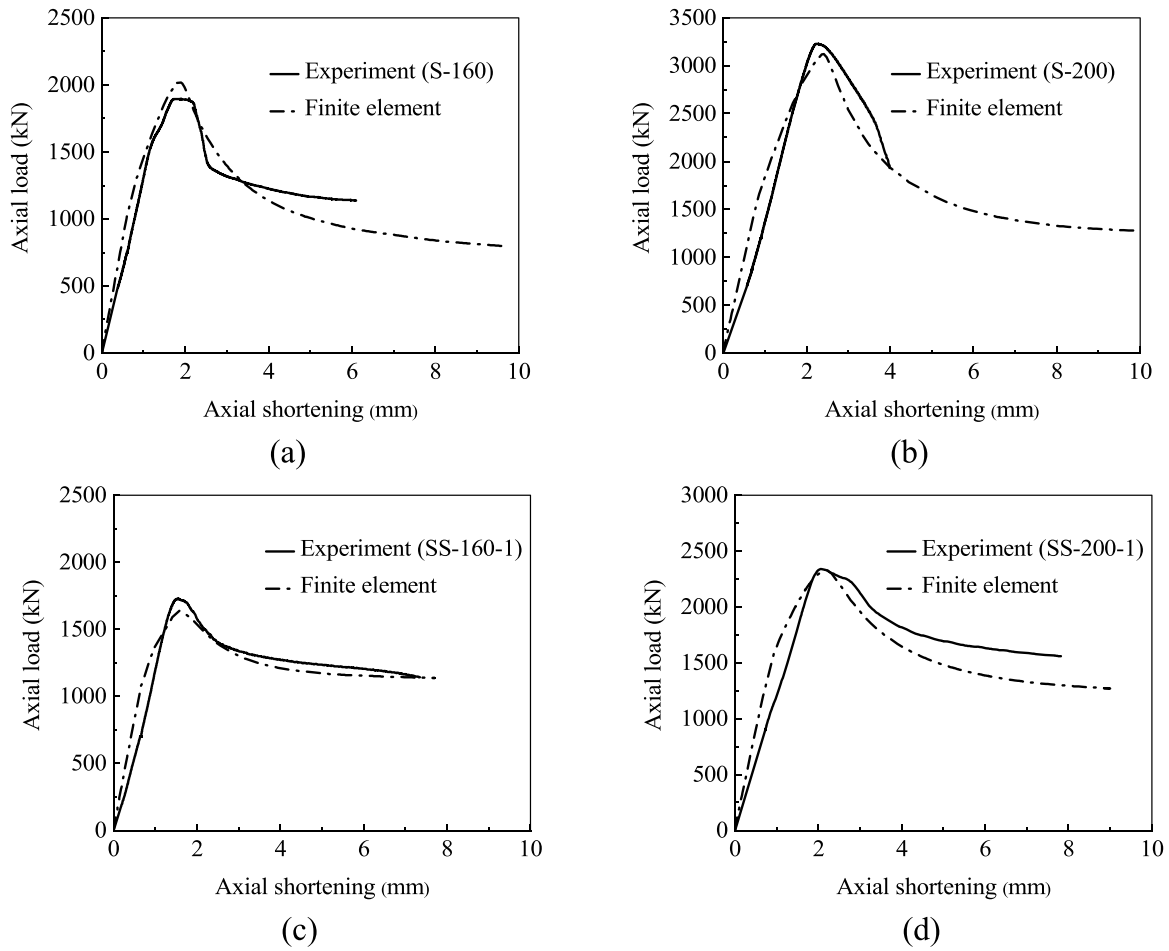 2500
2000
1500
1000
500
0
Axial load (kN)
Experiment (S-160)
Finite element
0 2 4 6 8 10
Axial shortening (mm)
(a)
3500
3000
2500
2000
1500
1000
500
0
Axial load (kN)
Experiment (S-200)
Finite element
0 2 4 6 8 10
Axial shortening (mm)
(b)
2500
2000
1500
1000
500
0
Axial load (kN)
Experiment (SS-160-1)
Finite element
0 2 4 6 8 10
Axial shortening (mm)
(c)
3000
2500
2000
1500
1000
500
0
Axial load (kN)
Experiment (SS-200-1)
Finite element
0 2 4 6 8 10
Axial shortening (mm)
(d)